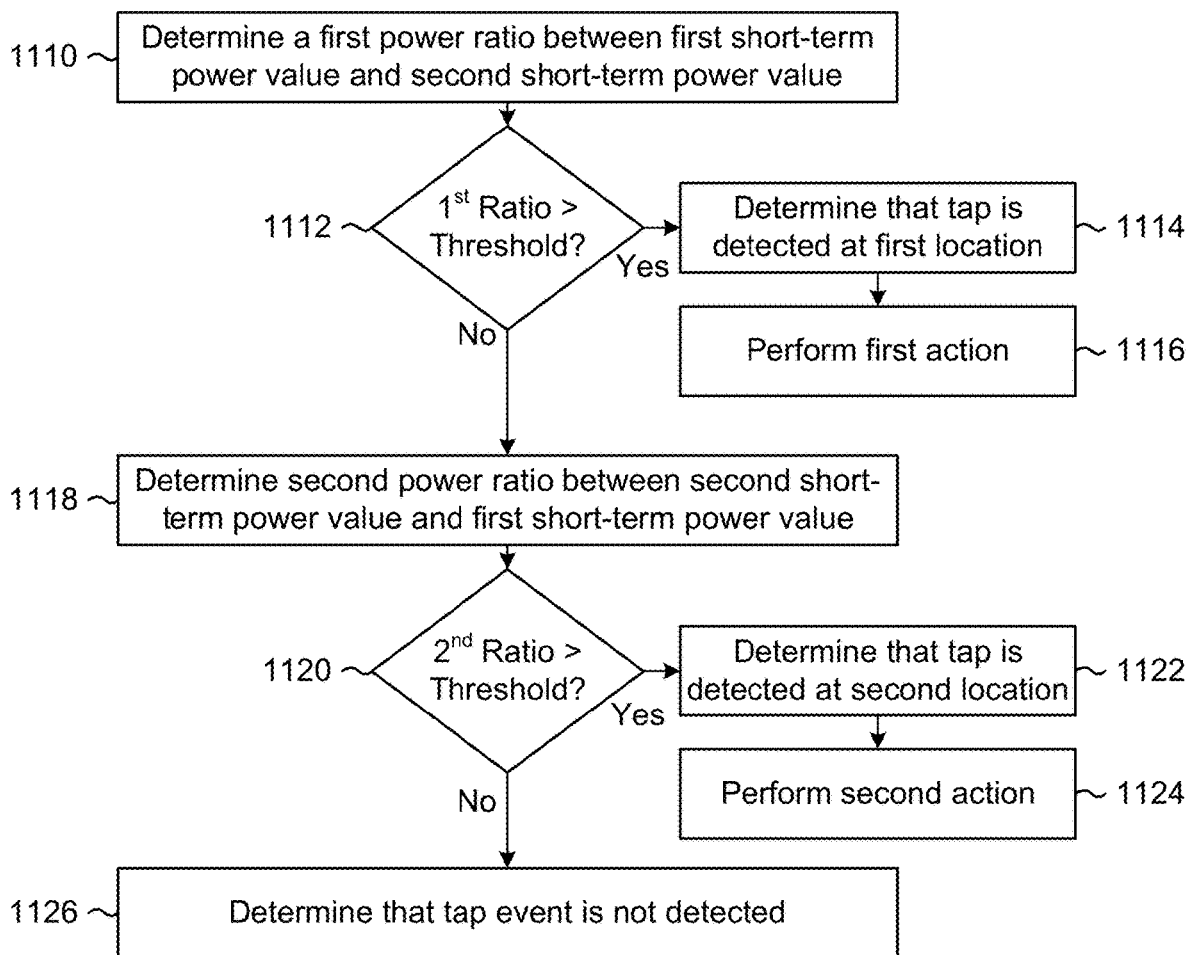 1110
Determine a first power ratio between first short-term
power value and second short-term power value
1112
1st Ratio >
Threshold?
Yes
No
Determine that tap is
detected at first location
1114
Perform first action
1116
1118
Determine second power ratio between second short-
term power value and first short-term power value
1120
2nd Ratio >
Threshold?
Yes
No
Determine that tap is
detected at second location
1122
Perform second action
1124
1126
Determine that tap event is not detected